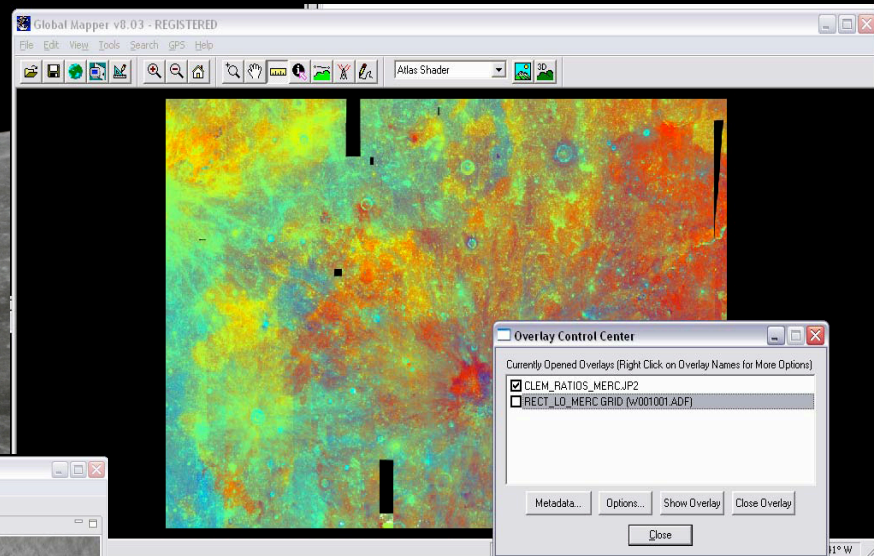 Global Mapper v8.03 - REGISTERED
File Edit View Tools Search GPS Help
Atlas Shader
3D
Overlay Control Center
Currently Opened Overlays (Right Click on Overlay Names for More Options)
CLEM_RATIOS_MERC.JP2
RECT_LO_MERC GRID (W001001.ADF)
Metadata... Options... Show Overlay Close Overlay
Close
41° W